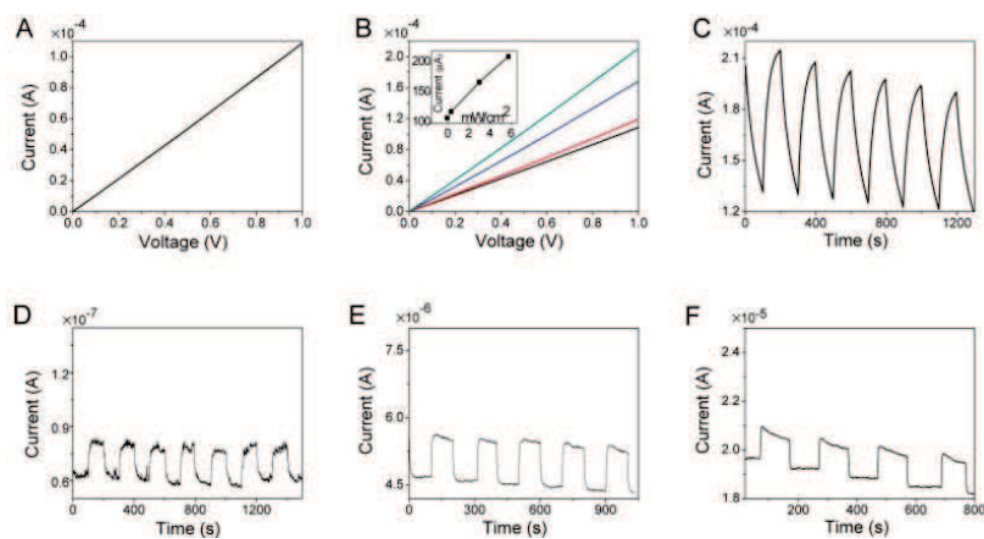 A
×10⁻⁴
1.0
0.8
0.6
0.4
0.2
0.0
Current (A)
0.0 0.2 0.4 0.6 0.8 1.0
Voltage (V)
B
×10⁻⁴
2.0
1.6
1.2
0.8
0.4
0.0
Current (A)
200
150
100
Current (μA)
mW/cm²
0 2 4 6
0.0 0.2 0.4 0.6 0.8 1.0
Voltage (V)
C
×10⁻⁴
2.1
1.8
1.5
1.2
Current (A)
0 400 800 1200
Time (s)
D
×10⁻⁷
1.2
0.9
0.6
Current (A)
0 400 800 1200
Time (s)
E
×10⁻⁶
7.5
6.0
4.5
Current (A)
0 300 600 900
Time (s)
F
×10⁻⁵
2.4
2.2
2.0
1.8
Current (A)
200 400 600 800
Time (s)